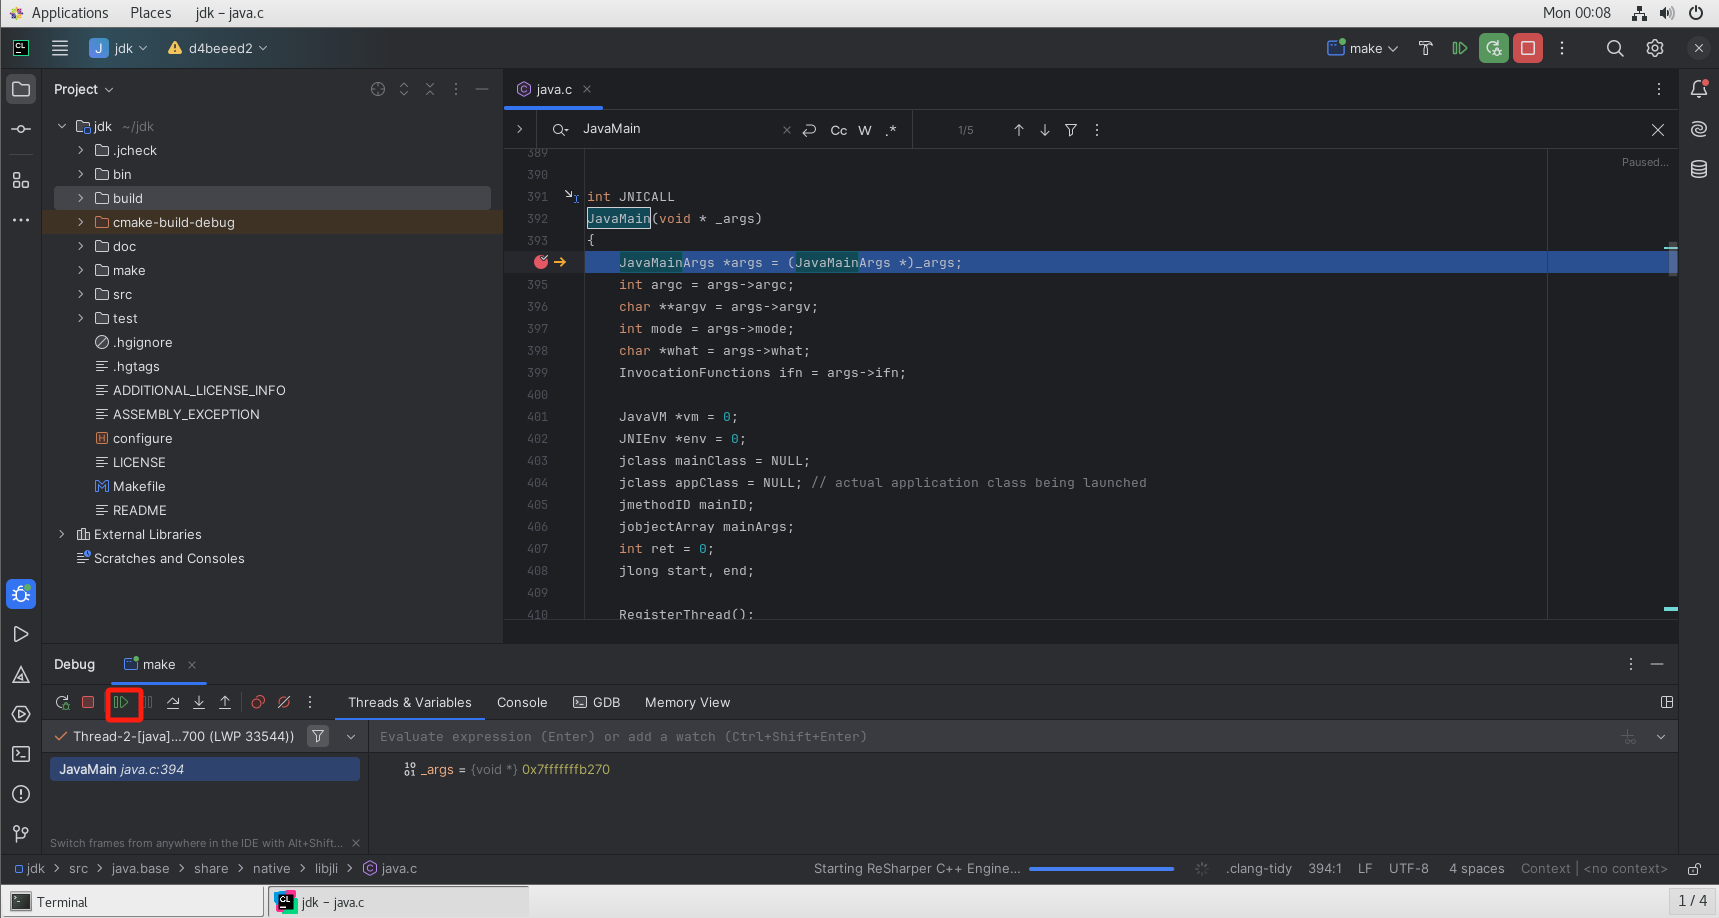 Applications Places jdk – java.c Mon 00:08
CL J jdk d4beeed2 make
Project
java.c
jdk ~/jdk
.jcheck
bin
build
cmake-build-debug
doc
make
src
test
.hgignore
.hgtags
ADDITIONAL_LICENSE_INFO
ASSEMBLY_EXCEPTION
configure
LICENSE
Makefile
README
External Libraries
Scratches and Consoles
JavaMain Cc W .* 1/5
Paused...
389
390
391 int JNICALL
392 JavaMain(void * _args)
393 {
JavaMainArgs *args = (JavaMainArgs *)_args;
395 int argc = args->argc;
396 char **argv = args->argv;
397 int mode = args->mode;
398 char *what = args->what;
399 InvocationFunctions ifn = args->ifn;
400
401 JavaVM *vm = 0;
402 JNIEnv *env = 0;
403 jclass mainClass = NULL;
404 jclass appClass = NULL; // actual application class being launched
405 jmethodID mainID;
406 jobjectArray mainArgs;
407 int ret = 0;
408 jlong start, end;
409
410 RegisterThread();
Debug make
Threads & Variables Console GDB Memory View
Thread-2-[java]...700 (LWP 33544)) Evaluate expression (Enter) or add a watch (Ctrl+Shift+Enter)
JavaMain java.c:394
_args = {void *} 0x7fffffffb270
Switch frames from anywhere in the IDE with Alt+Shift...
jdk > src > java.base > share > native > libjli > java.c Starting ReSharper C++ Engine... .clang-tidy 394:1 LF UTF-8 4 spaces Context | <no context>
Terminal jdk – java.c 1 / 4